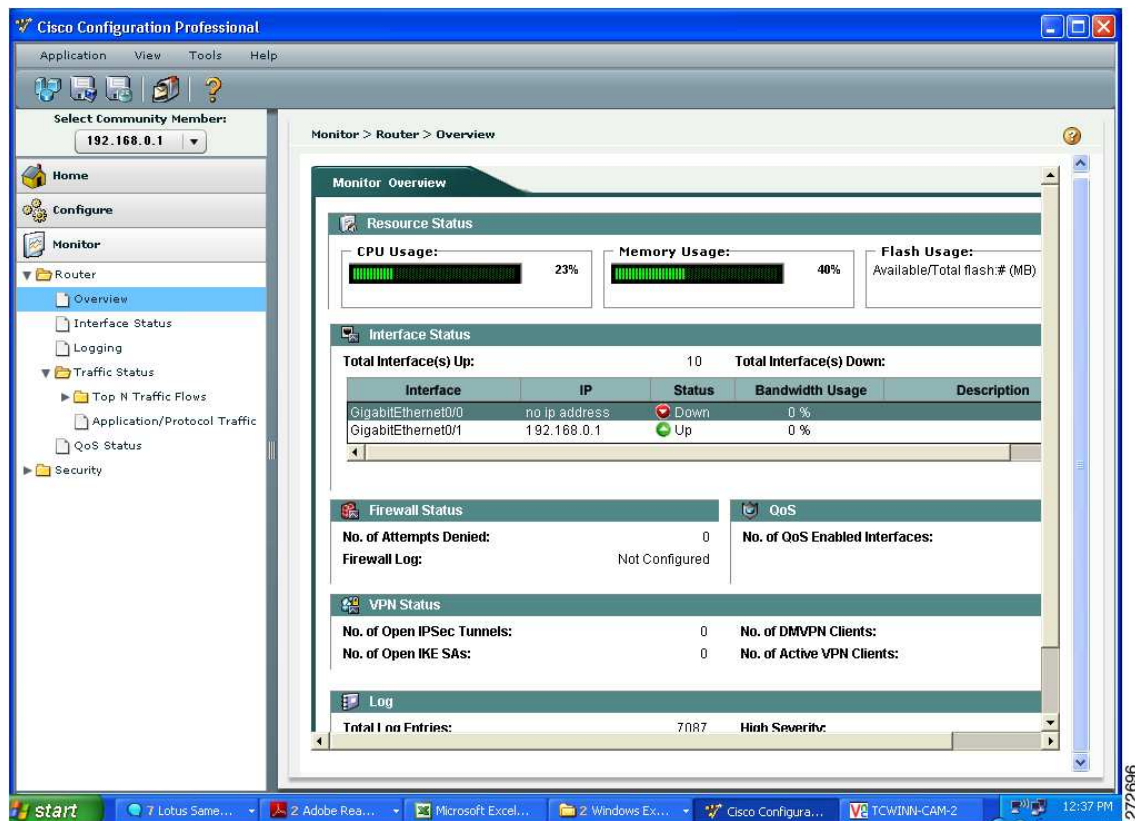 Cisco Configuration Professional
Application View Tools Help
Select Community Member:
192.168.0.1
Home
Configure
Monitor
Router
Overview
Interface Status
Logging
Traffic Status
Top N Traffic Flows
Application/Protocol Traffic
QoS Status
Security
Monitor > Router > Overview
Monitor Overview
Resource Status
CPU Usage:
23%
Memory Usage:
40%
Flash Usage:
Available/Total flash:# (MB)
Interface Status
Total Interface(s) Up: 10 Total Interface(s) Down:
Interface IP Status Bandwidth Usage Description
GigabitEthernet0/0 no ip address Down 0 %
GigabitEthernet0/1 192.168.0.1 Up 0 %
Firewall Status
No. of Attempts Denied: 0
Firewall Log: Not Configured
QoS
No. of QoS Enabled Interfaces:
VPN Status
No. of Open IPSec Tunnels: 0 No. of DMVPN Clients:
No. of Open IKE SAs: 0 No. of Active VPN Clients:
Log
Total Log Entries: 7087 High Severity:
start
7 Lotus Same...
2 Adobe Rea...
Microsoft Excel...
2 Windows Ex...
Cisco Configura...
TCWINN-CAM-2
12:37 PM
272696